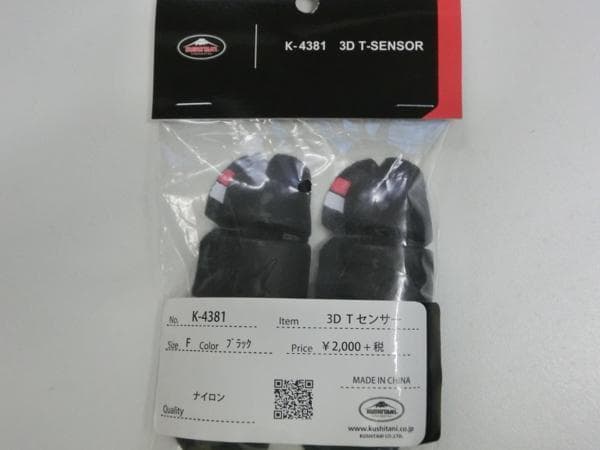 KUSHITANI
K-4381 3D T-SENSOR
No. K-4381 Item 3D Tセンサー
Size F Color ブラック Price ¥2,000+税
MADE IN CHINA
ナイロン
Quality
KUSHITANI
www.kushitani.co.jp
KUSHITANI CO.,LTD.